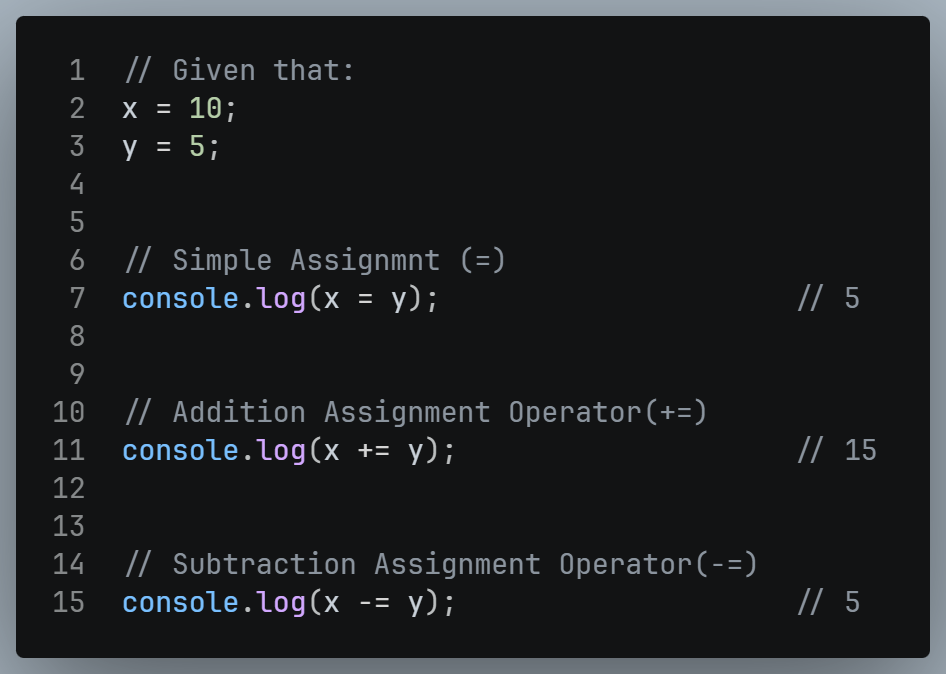 1 // Given that:
2 x = 10;
3 y = 5;
4
5
6 // Simple Assignmnt (=)
7 console.log(x = y); // 5
8
9
10 // Addition Assignment Operator(+=)
11 console.log(x += y); // 15
12
13
14 // Subtraction Assignment Operator(-=)
15 console.log(x -= y); // 5